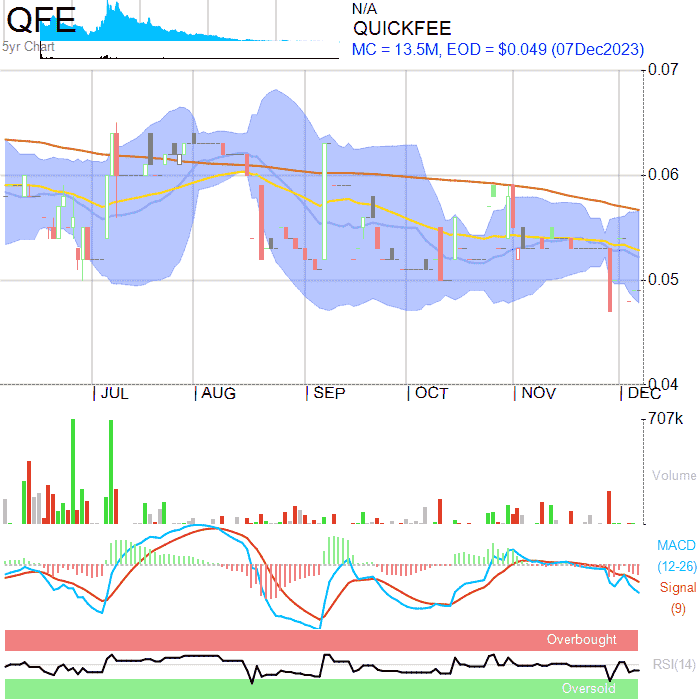 QFE
5yr Chart
N/A
QUICKFEE
MC = 13.5M, EOD = $0.049 (07Dec2023)
0.07
0.06
0.05
0.04
JUL AUG SEP OCT NOV DEC
707k
Volume
MACD
(12-26)
Signal
(9)
Overbought
RSI(14)
Oversold